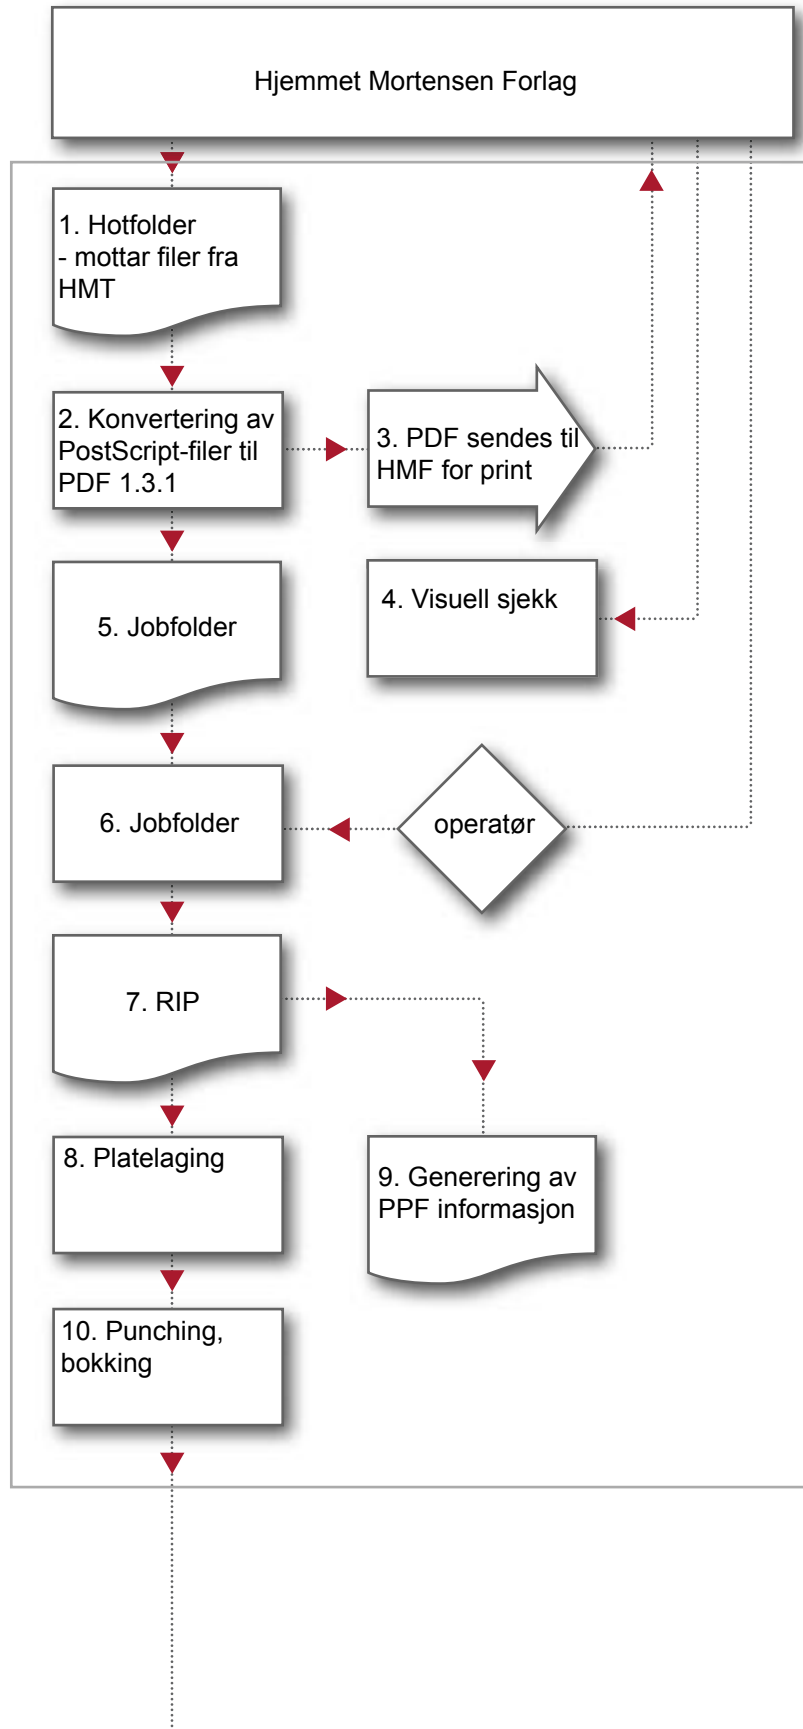 Hjemmet Mortensen Forlag
1. Hotfolder
- mottar filer fra
HMT
2. Konvertering av
PostScript-filer til
PDF 1.3.1
3. PDF sendes til
HMF for print
4. Visuell sjekk
5. Jobfolder
6. Jobfolder
operatør
7. RIP
8. Platelaging
9. Generering av
PPF informasjon
10. Punching,
bokking